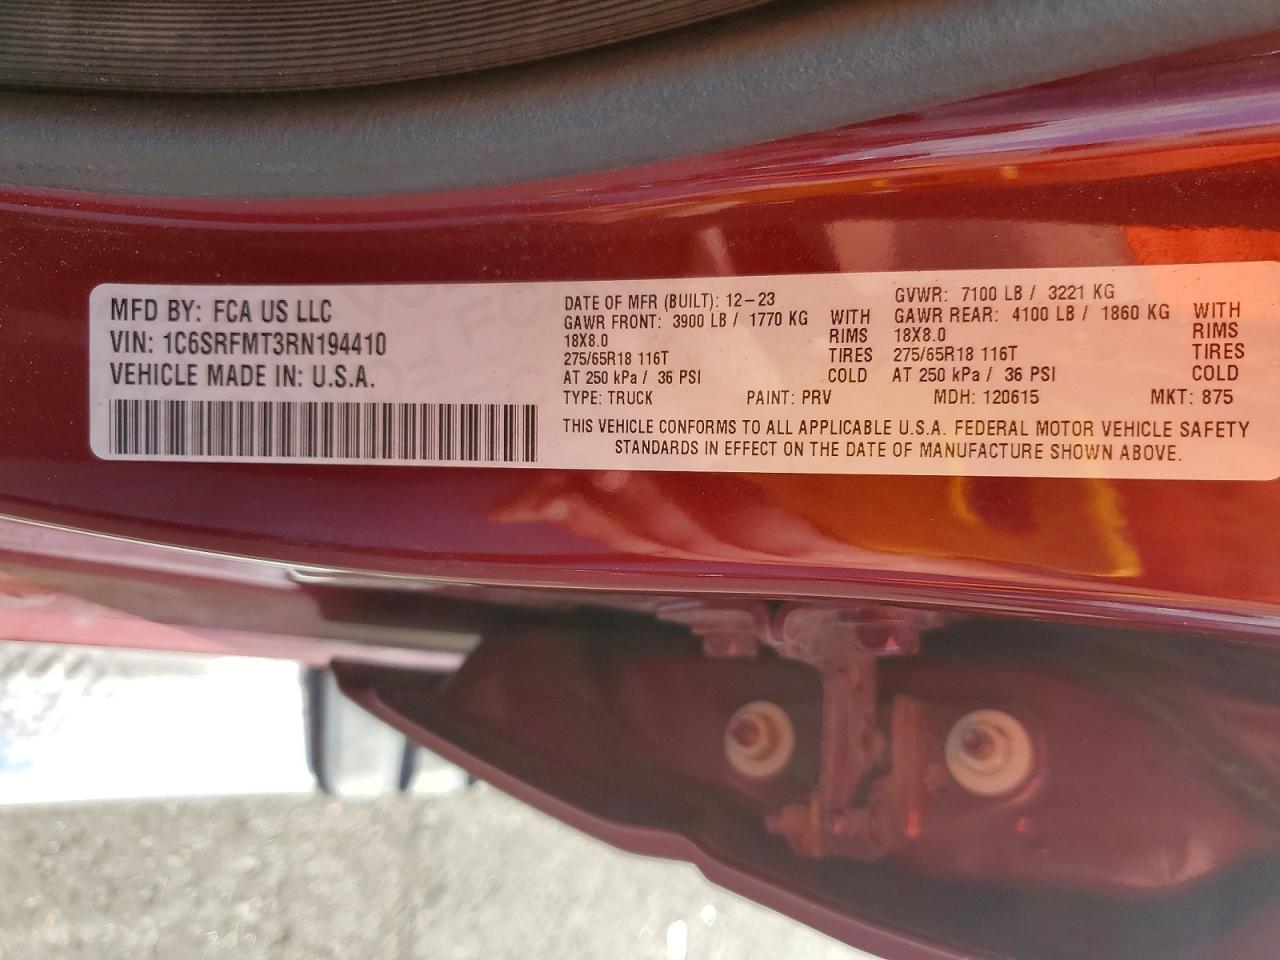 MFD BY: FCA US LLC
VIN: 1C6SRFMT3RN194410
VEHICLE MADE IN: U.S.A.
DATE OF MFR (BUILT): 12-23 GVWR: 7100 LB / 3221 KG
GAWR FRONT: 3900 LB / 1770 KG WITH GAWR REAR: 4100 LB / 1860 KG WITH
18X8.0 RIMS 18X8.0 RIMS
275/65R18 116T TIRES 275/65R18 116T TIRES
AT 250 kPa / 36 PSI COLD AT 250 kPa / 36 PSI COLD
TYPE: TRUCK PAINT: PRV MDH: 120615 MKT: 875
THIS VEHICLE CONFORMS TO ALL APPLICABLE U.S.A. FEDERAL MOTOR VEHICLE SAFETY
STANDARDS IN EFFECT ON THE DATE OF MANUFACTURE SHOWN ABOVE.